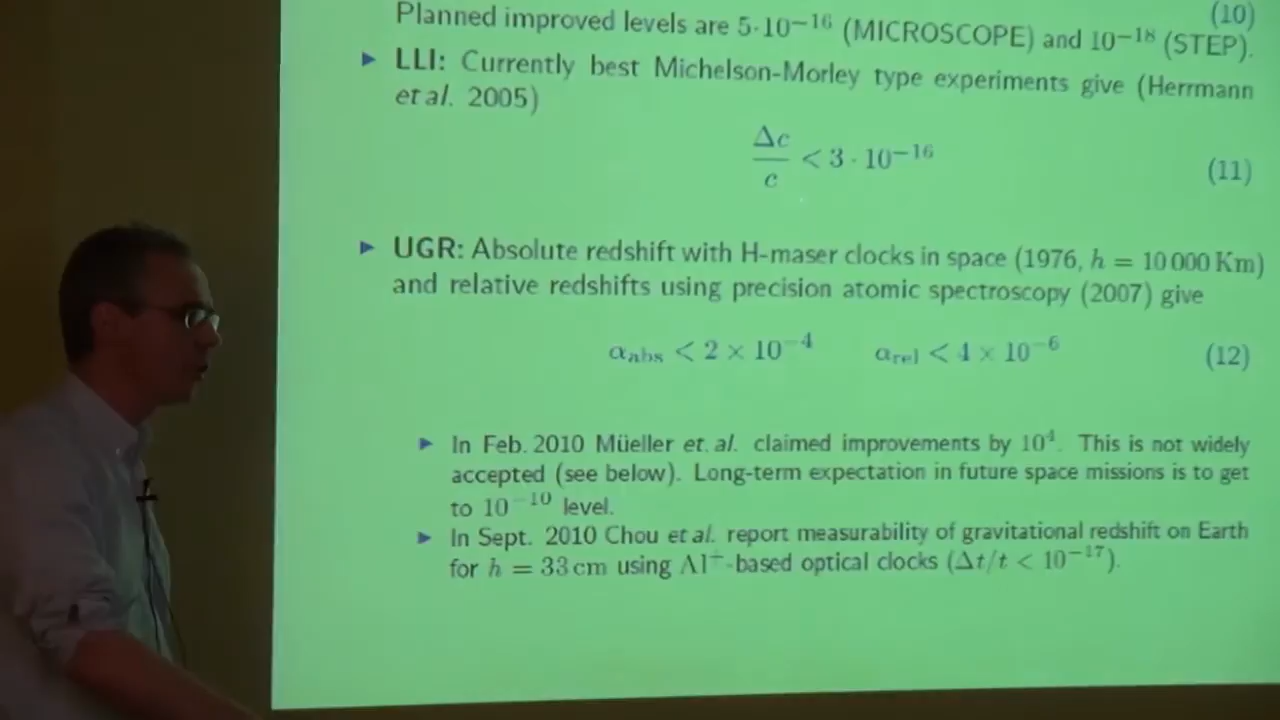 Planned improved levels are 5·10−16 (MICROSCOPE) and 10−18 (STEP). (10)
▶ LLI: Currently best Michelson-Morley type experiments give (Herrmann
et al. 2005)
Δc/c < 3 · 10−16 (11)
▶ UGR: Absolute redshift with H-maser clocks in space (1976, h = 10 000 Km)
and relative redshifts using precision atomic spectroscopy (2007) give
αabs < 2 × 10−4 αrel < 4 × 10−6 (12)
▶ In Feb. 2010 Müeller et. al. claimed improvements by 10⁴. This is not widely
accepted (see below). Long-term expectation in future space missions is to get
to 10−10 level.
▶ In Sept. 2010 Chou et al. report measurability of gravitational redshift on Earth
for h = 33 cm using Al+-based optical clocks (Δt/t < 10−17).